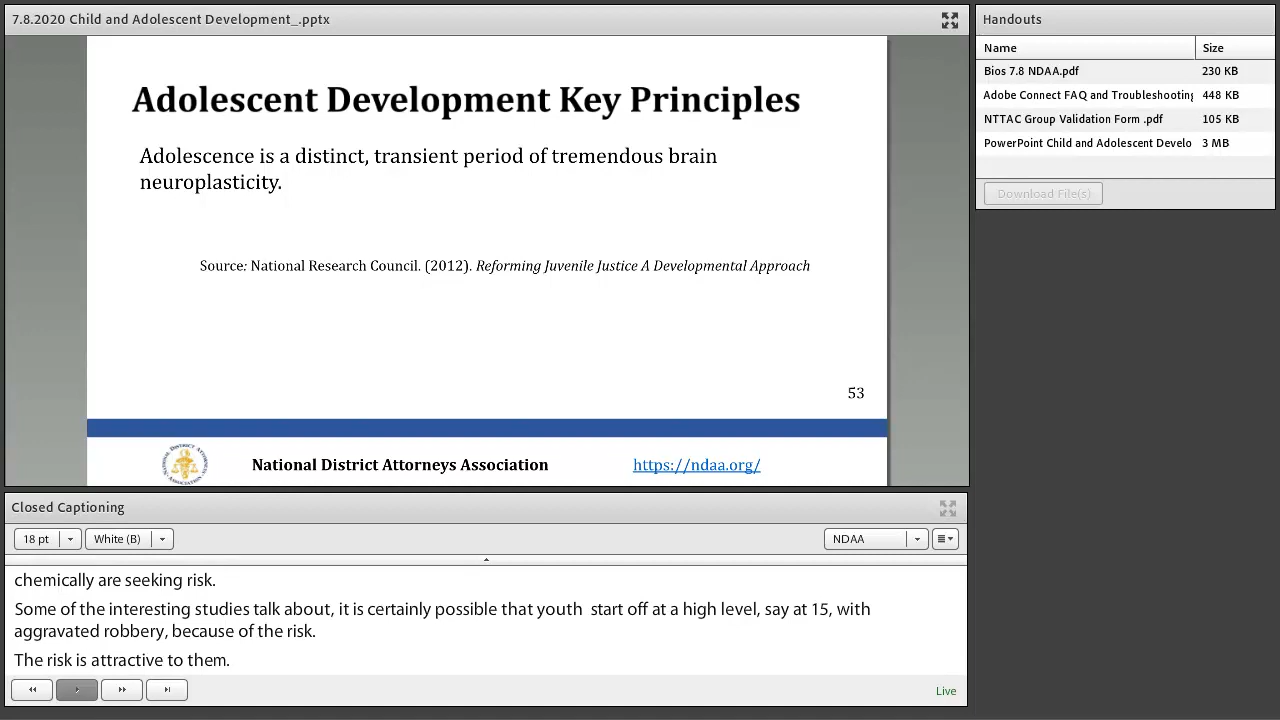 7.8.2020 Child and Adolescent Development_.pptx
Adolescent Development Key Principles
Adolescence is a distinct, transient period of tremendous brain
neuroplasticity.
Source: National Research Council. (2012). Reforming Juvenile Justice A Developmental Approach
53
National District Attorneys Association
https://ndaa.org/
Handouts
Name Size
Bios 7.8 NDAA.pdf 230 KB
Adobe Connect FAQ and Troubleshooting 448 KB
NTTAC Group Validation Form .pdf 105 KB
PowerPoint Child and Adolescent Develo 3 MB
Download File(s)
Closed Captioning
18 pt White (B) NDAA
chemically are seeking risk.
Some of the interesting studies talk about, it is certainly possible that youth start off at a high level, say at 15, with
aggravated robbery, because of the risk.
The risk is attractive to them.
Live